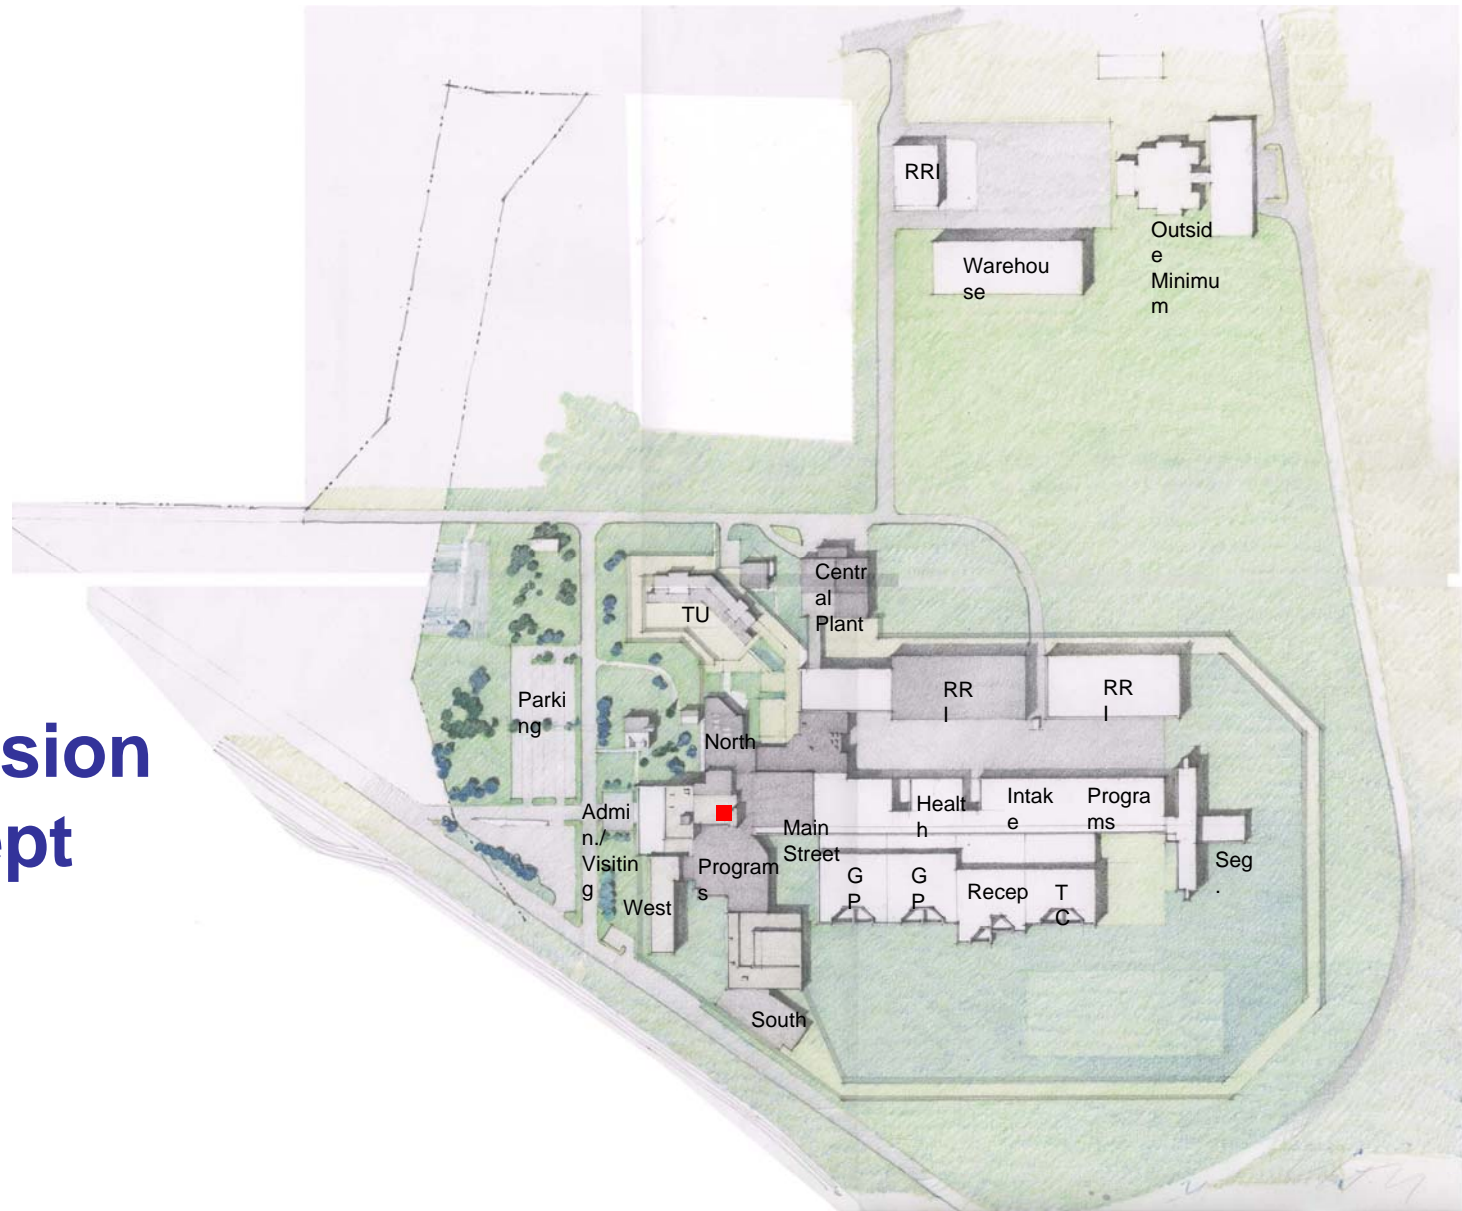 RRI
Outsid
e
Minimu
m
Warehou
se
Centr
al
Plant
TU
RR
I
RR
I
Parki
ng
sion
ept
North
Admi
n./
Visitin
g
Main
Street
Healt
h
Intak
e
Progra
ms
Program
s
West
G
P
G
P
Recep
T
C
Seg
.
South